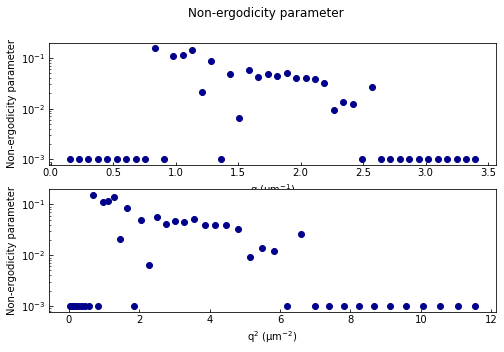 Non-ergodicity parameter
Non-ergodicity parameter
10⁻¹
10⁻²
10⁻³
0.0 0.5 1.0 1.5 2.0 2.5 3.0 3.5
q (μm⁻¹)
Non-ergodicity parameter
10⁻¹
10⁻²
10⁻³
0 2 4 6 8 10 12
q² (μm⁻²)